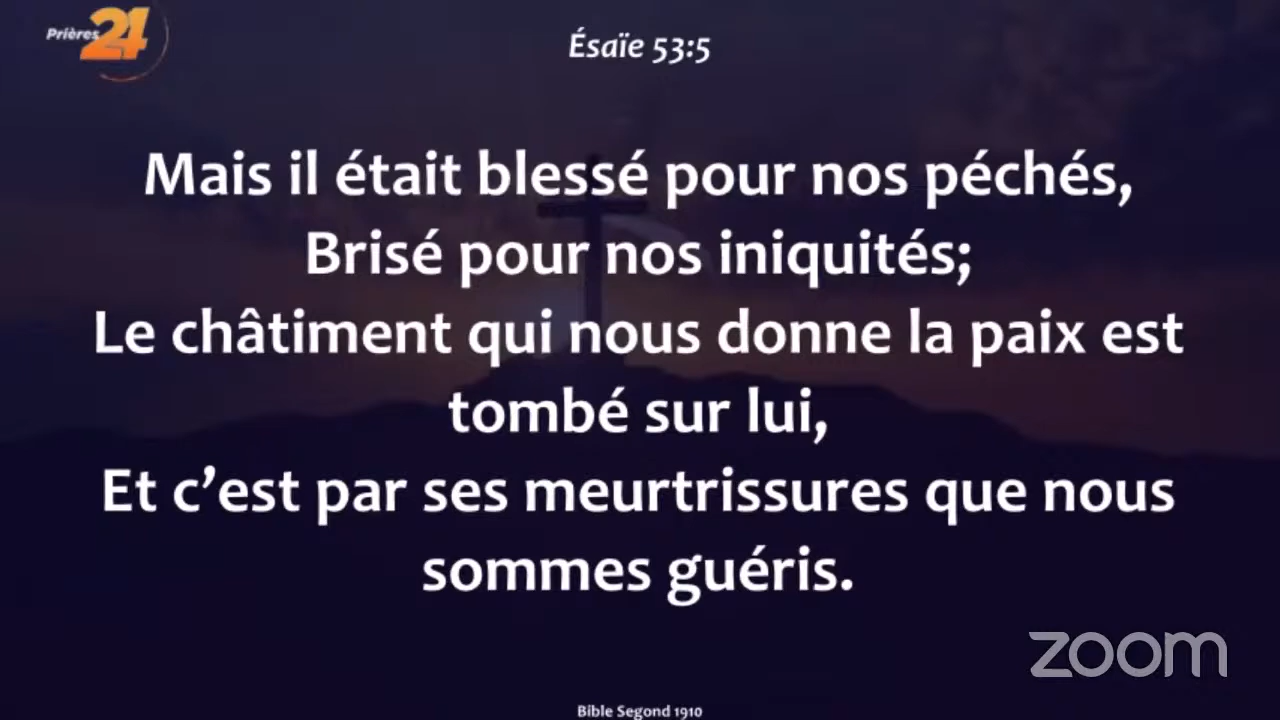 Prières 24
Ésaïe 53:5
Mais il était blessé pour nos péchés,
Brisé pour nos iniquités;
Le châtiment qui nous donne la paix est
tombé sur lui,
Et c’est par ses meurtrissures que nous
sommes guéris.
zoom
Bible Segond 1910